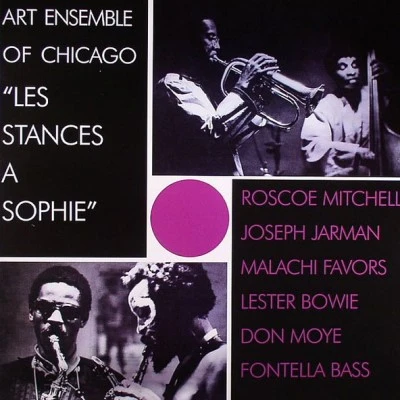 ART ENSEMBLE
OF CHICAGO
“LES
STANCES
A
SOPHIE”
ROSCOE MITCHELL
JOSEPH JARMAN
MALACHI FAVORS
LESTER BOWIE
DON MOYE
FONTELLA BASS